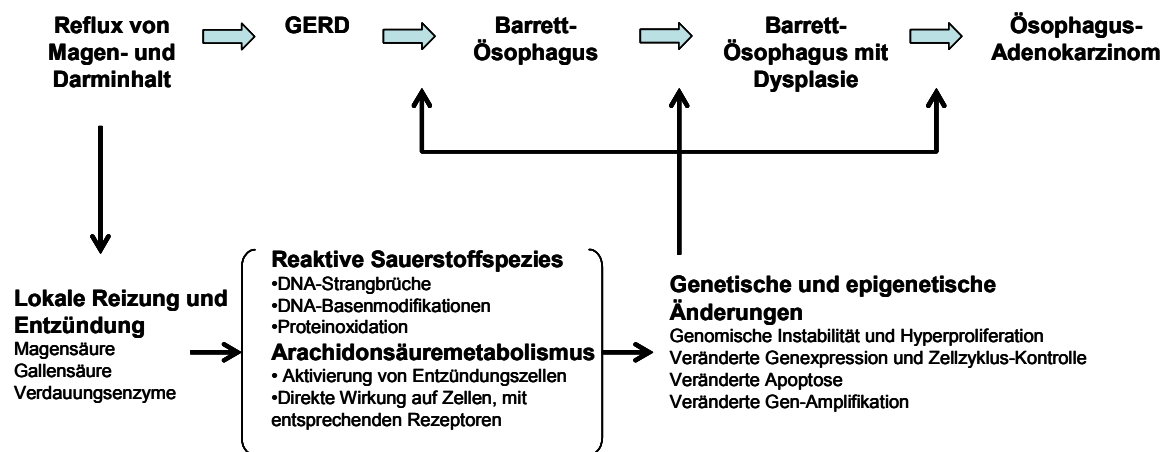 Reflux von
Magen- und
Darminhalt
GERD
Barrett-
Ösophagus
Barrett-
Ösophagus mit
Dysplasie
Ösophagus-
Adenokarzinom
Lokale Reizung und
Entzündung
Magensäure
Gallensäure
Verdauungsenzyme
Reaktive Sauerstoffspezies
•DNA-Strangbrüche
•DNA-Basenmodifikationen
•Proteinoxidation
Arachidonsäuremetabolismus
• Aktivierung von Entzündungszellen
•Direkte Wirkung auf Zellen, mit
entsprechenden Rezeptoren
Genetische und epigenetische
Änderungen
Genomische Instabilität und Hyperproliferation
Veränderte Genexpression und Zellzyklus-Kontrolle
Veränderte Apoptose
Veränderte Gen-Amplifikation